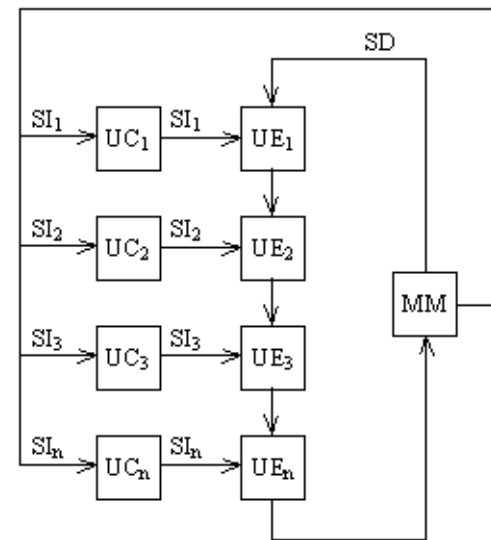 SD
SI₁ UC₁ SI₁ UE₁
SI₂ UC₂ SI₂ UE₂
MM
SI₃ UC₃ SI₃ UE₃
SIₙ UCₙ SIₙ UEₙ